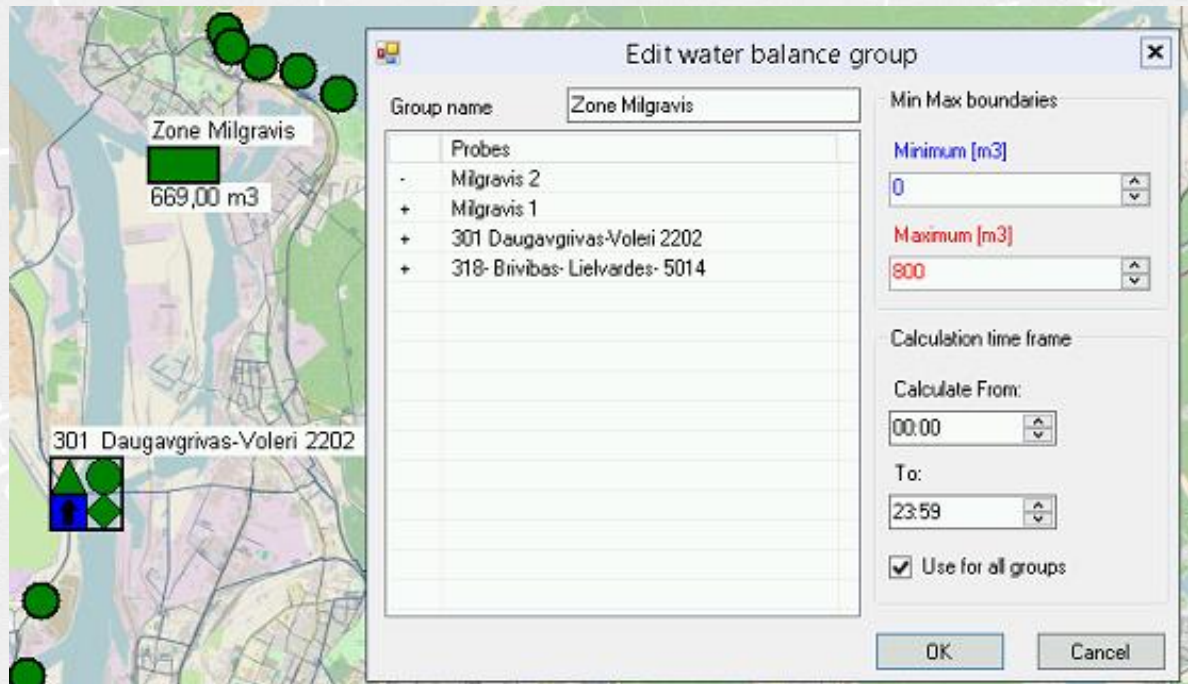 Zone Milgravis
669,00 m3
301 Daugavgrivas-Voleri 2202
Edit water balance group
Group name
Zone Milgravis
Probes
- Milgravis 2
+ Milgravis 1
+ 301 Daugavgriivas-Voleri 2202
+ 318- Brivibas- Lielvardes- 5014
Min Max boundaries
Minimum [m3]
0
Maximum [m3]
800
Calculation time frame
Calculate From:
00:00
To:
23:59
Use for all groups
OK
Cancel